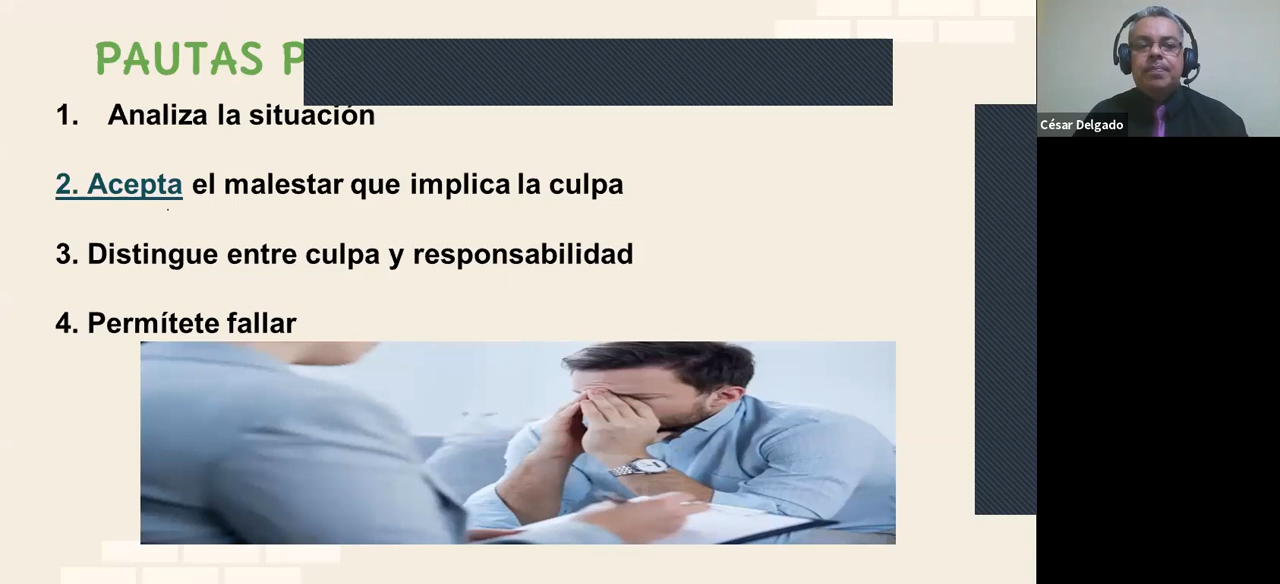 PAUTAS P
1. Analiza la situación
2. Acepta el malestar que implica la culpa
3. Distingue entre culpa y responsabilidad
4. Permítete fallar
César Delgado